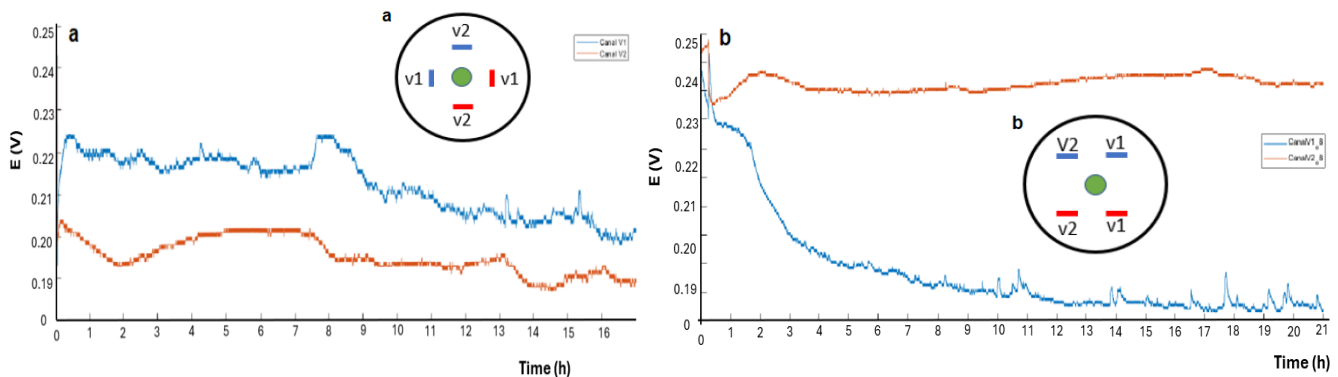 a
E (V)
0.25
0.24
0.23
0.22
0.21
0.20
0.19
0
0 1 2 3 4 5 6 7 8 9 10 11 12 13 14 15 16
Time (h)
Canal V1
Canal V2
a
v2
v1 v1
v2
b
E (V)
0.25
0.24
0.23
0.21
0.20
0.19
0
0 1 2 3 4 5 6 7 8 9 10 11 12 13 14 15 16 17 18 19 20 21
Time (h)
b
V2 v1
v2 v1